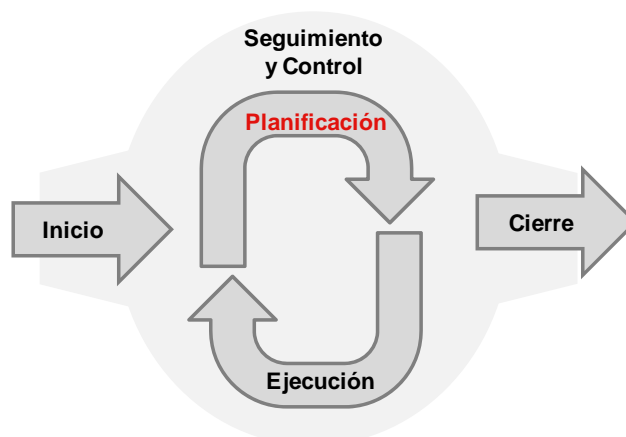 Seguimiento
y Control
Planificación
Inicio
Cierre
Ejecución